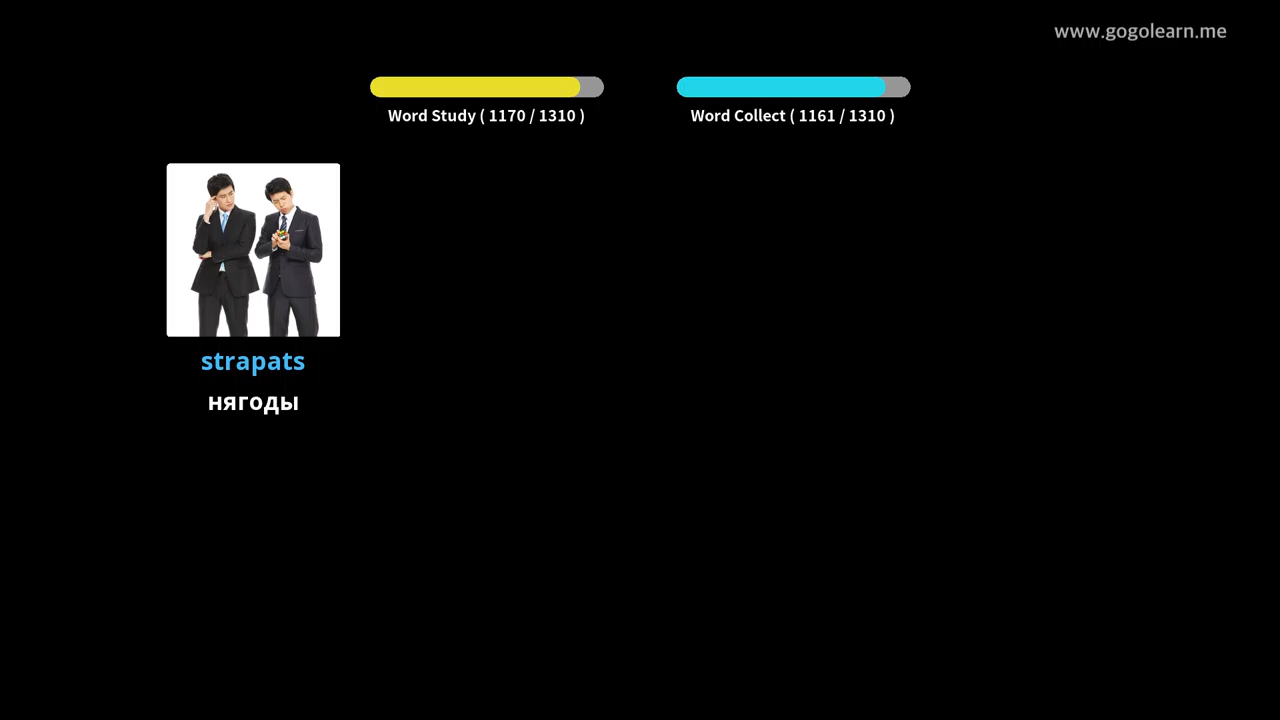 www.gogolearn.me
Word Study ( 1170 / 1310 )
Word Collect ( 1161 / 1310 )
strapats
нягоды